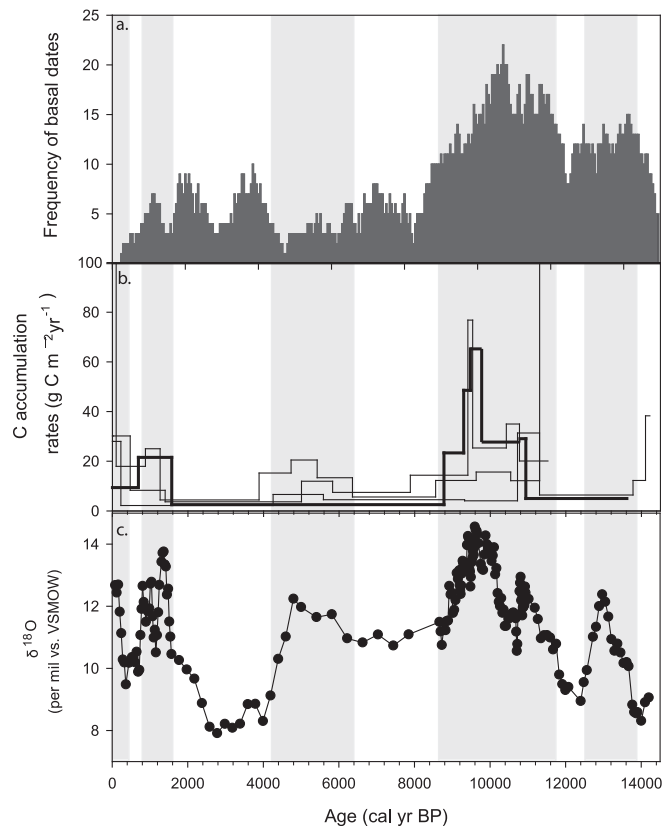 a.
25
20
15
10
5
Frequency of basal dates
b.
100
80
60
40
20
0
C accumulation
rates (g C m⁻²yr⁻¹)
c.
14
12
10
8
δ¹⁸O
(per mil vs. VSMOW)
0 2000 4000 6000 8000 10000 12000 14000
Age (cal yr BP)